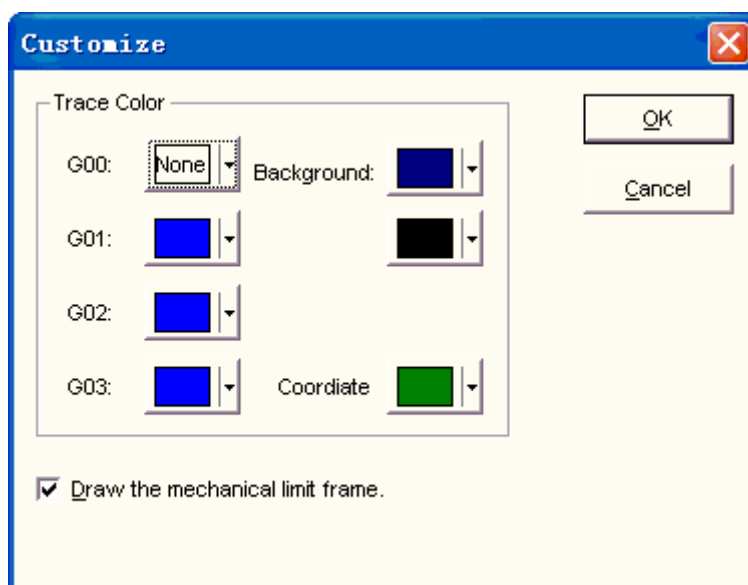 Customize
Trace Color
OK
G00: None Background:
Cancel
G01:
G02:
G03: Coordiate
Draw the mechanical limit frame.